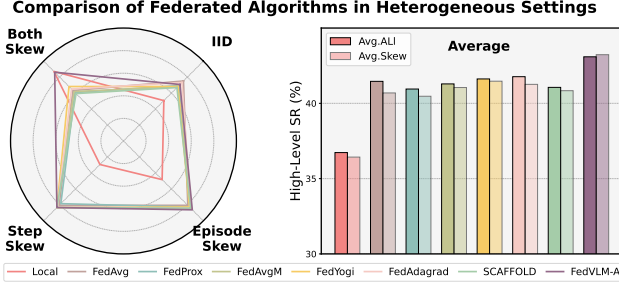 Comparison of Federated Algorithms in Heterogeneous Settings
Both
Skew
IID
Step
Skew
Episode
Skew
High-Level SR (%)
40
35
30
Avg.ALI
Avg.Skew
Average
Local FedAvg FedProx FedAvgM FedYogi FedAdagrad SCAFFOLD FedVLM-A